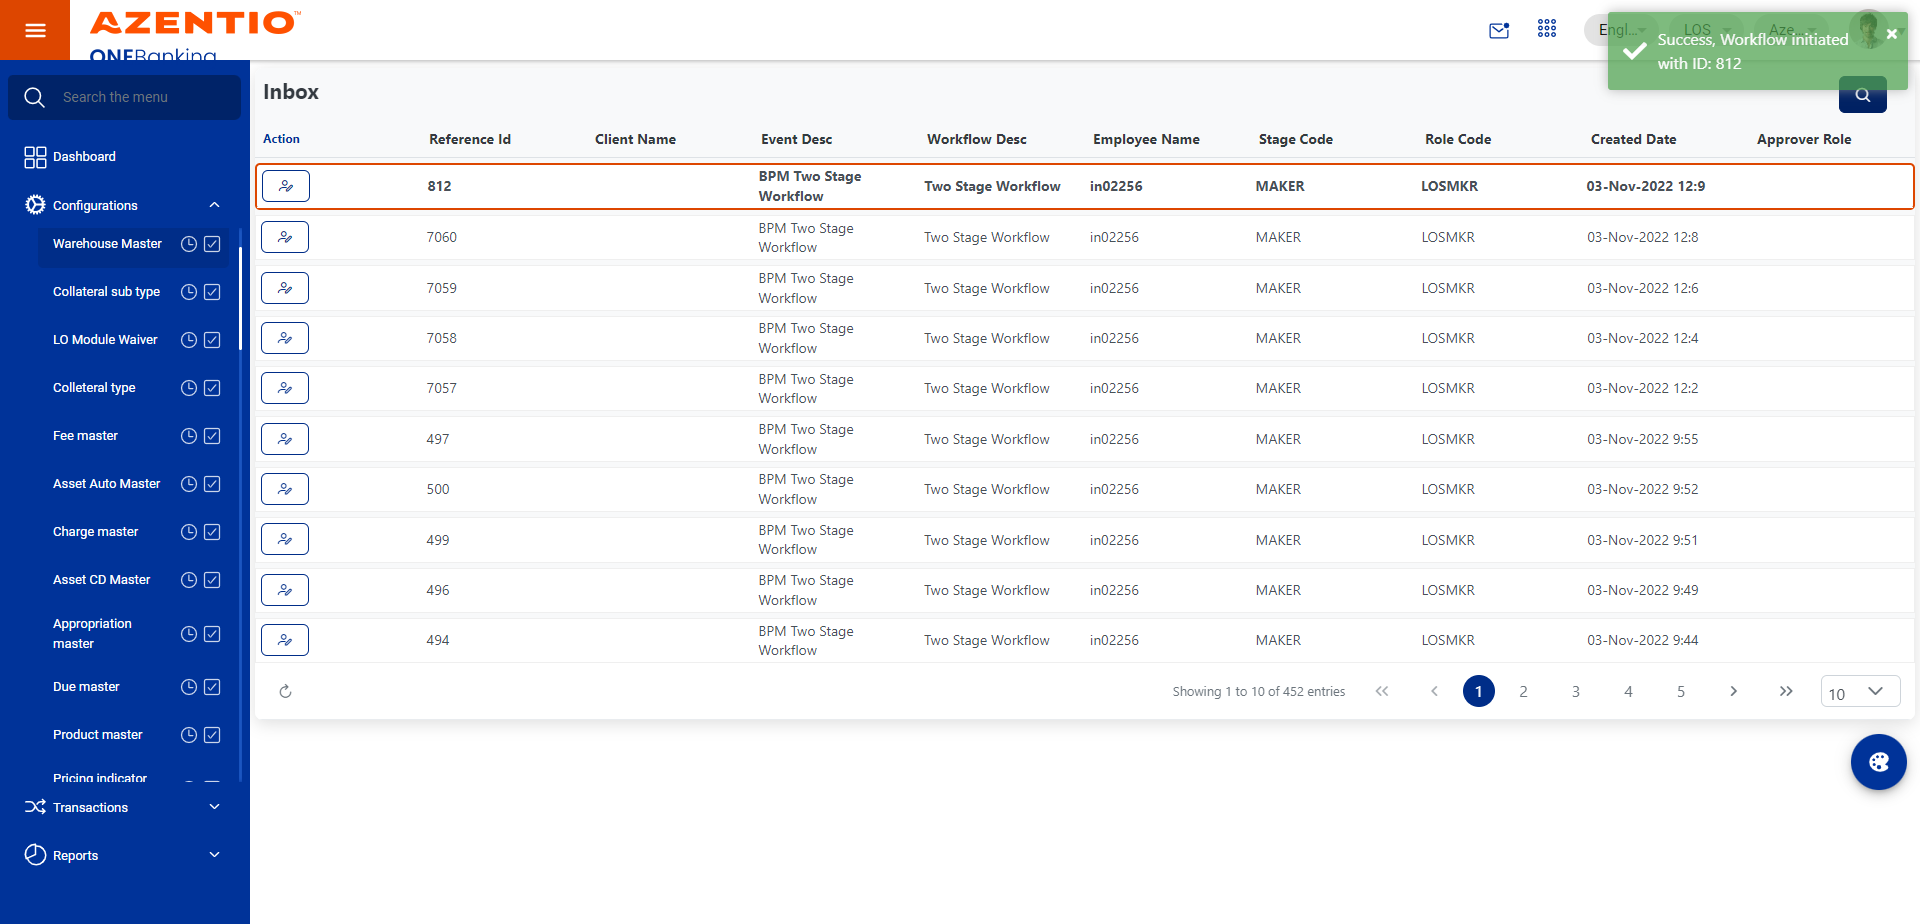 AZENTIO™
ONEBanking
Engl...
LOS
Aze...
Success, Workflow initiated
with ID: 812
Search the menu
Dashboard
Configurations
Warehouse Master
Collateral sub type
LO Module Waiver
Colleteral type
Fee master
Asset Auto Master
Charge master
Asset CD Master
Appropriation
master
Due master
Product master
Pricing indicator
Transactions
Reports
Inbox
Action Reference Id Client Name Event Desc Workflow Desc Employee Name Stage Code Role Code Created Date Approver Role
812 BPM Two Stage Workflow Two Stage Workflow in02256 MAKER LOSMKR 03-Nov-2022 12:9
7060 BPM Two Stage Workflow Two Stage Workflow in02256 MAKER LOSMKR 03-Nov-2022 12:8
7059 BPM Two Stage Workflow Two Stage Workflow in02256 MAKER LOSMKR 03-Nov-2022 12:6
7058 BPM Two Stage Workflow Two Stage Workflow in02256 MAKER LOSMKR 03-Nov-2022 12:4
7057 BPM Two Stage Workflow Two Stage Workflow in02256 MAKER LOSMKR 03-Nov-2022 12:2
497 BPM Two Stage Workflow Two Stage Workflow in02256 MAKER LOSMKR 03-Nov-2022 9:55
500 BPM Two Stage Workflow Two Stage Workflow in02256 MAKER LOSMKR 03-Nov-2022 9:52
499 BPM Two Stage Workflow Two Stage Workflow in02256 MAKER LOSMKR 03-Nov-2022 9:51
496 BPM Two Stage Workflow Two Stage Workflow in02256 MAKER LOSMKR 03-Nov-2022 9:49
494 BPM Two Stage Workflow Two Stage Workflow in02256 MAKER LOSMKR 03-Nov-2022 9:44
Showing 1 to 10 of 452 entries 1 2 3 4 5 10